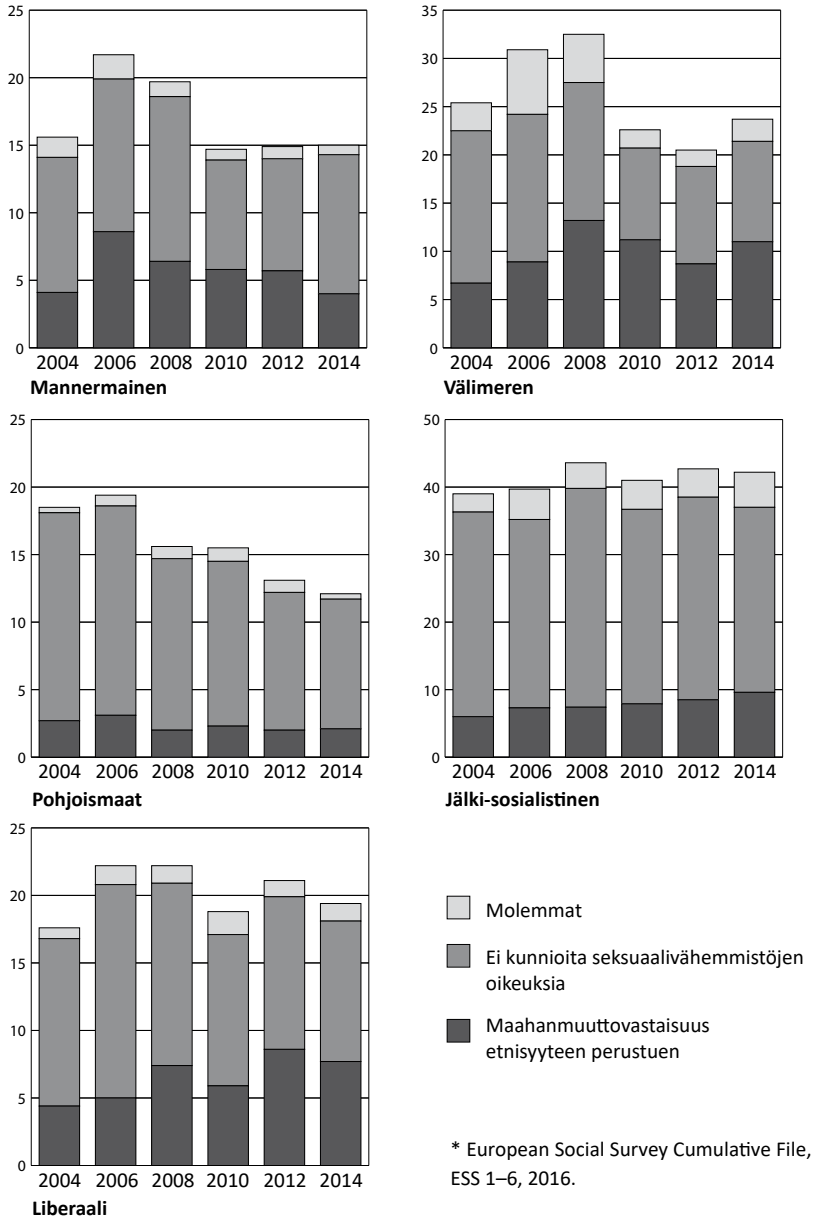 25
20
15
10
5
0
2004 2006 2008 2010 2012 2014
Mannermainen
35
30
25
20
15
10
5
0
2004 2006 2008 2010 2012 2014
Välimeren
25
20
15
10
5
0
2004 2006 2008 2010 2012 2014
Pohjoismaat
50
40
30
20
10
0
2004 2006 2008 2010 2012 2014
Jälki-sosialistinen
25
20
15
10
5
0
2004 2006 2008 2010 2012 2014
Liberaali
Molemmat
Ei kunnioita seksuaalivähemmistöjen
oikeuksia
Maahanmuuttovastaisuus
etnisyyteen perustuen
* European Social Survey Cumulative File,
ESS 1–6, 2016.